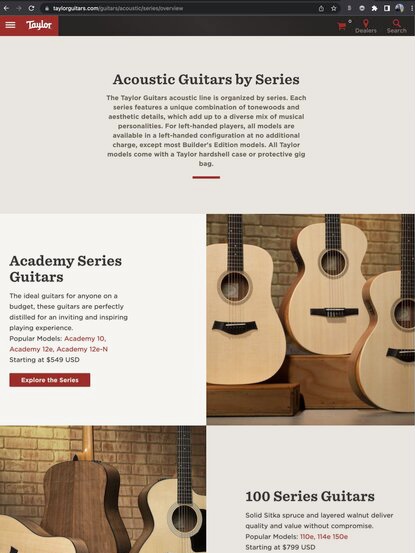 taylorguitars.com/guitars/acoustic/series/overview
Taylor
0
Dealers
Search
Acoustic Guitars by Series
The Taylor Guitars acoustic line is organized by series. Each
series features a unique combination of tonewoods and
aesthetic details, which add up to a diverse mix of musical
personalities. For left-handed players, all models are
available in a left-handed configuration at no additional
charge, except most Builder's Edition models. All Taylor
models come with a Taylor hardshell case or protective gig
bag.
Academy Series
Guitars
The ideal guitars for anyone on a
budget, these guitars are perfectly
distilled for an inviting and inspiring
playing experience.
Popular Models: Academy 10,
Academy 12e, Academy 12e-N
Starting at $549 USD
Explore the Series
100 Series Guitars
Solid Sitka spruce and layered walnut deliver
quality and value without compromise.
Popular Models: 110e, 114e 150e
Starting at $799 USD